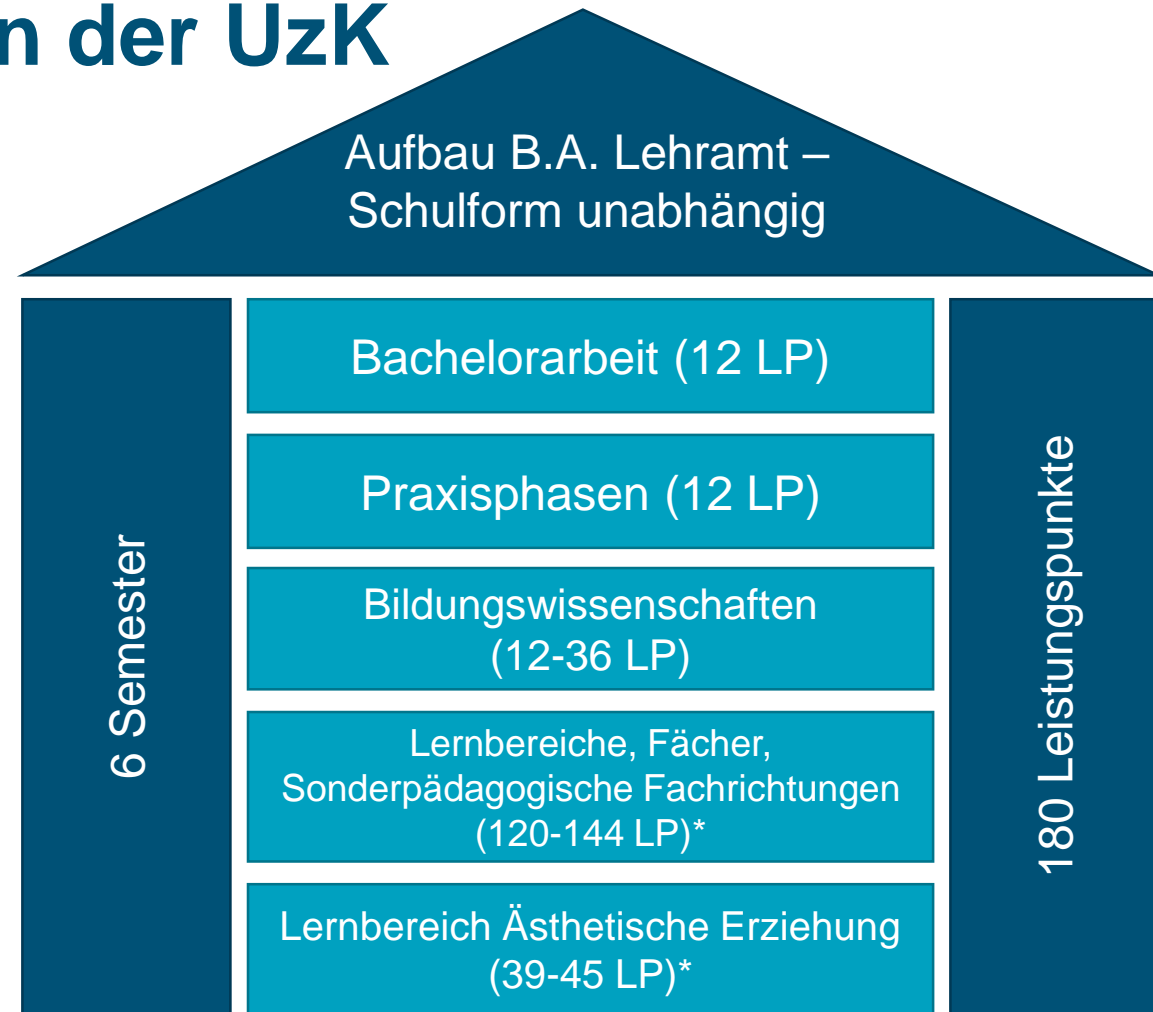 n der UzK
Aufbau B.A. Lehramt –
Schulform unabhängig
6 Semester
Bachelorarbeit (12 LP)
Praxisphasen (12 LP)
Bildungswissenschaften
(12-36 LP)
Lernbereiche, Fächer,
Sonderpädagogische Fachrichtungen
(120-144 LP)*
Lernbereich Ästhetische Erziehung
(39-45 LP)*
180 Leistungspunkte